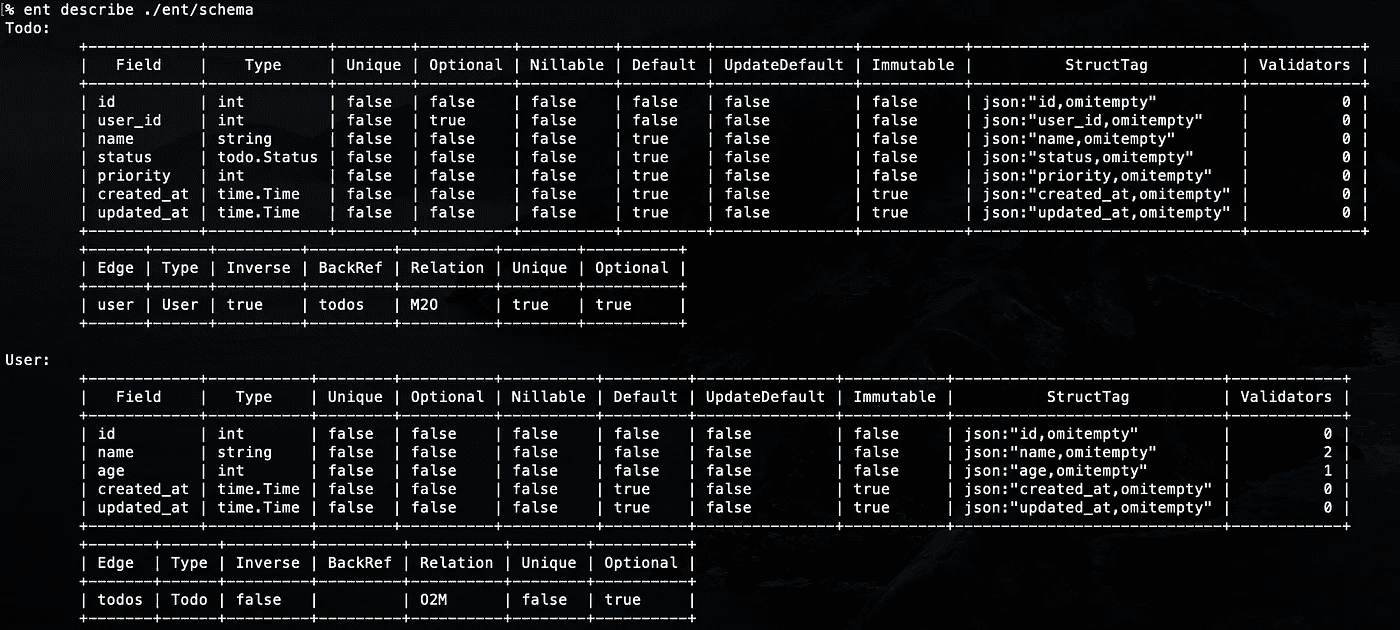 [% ent describe ./ent/schema
Todo:
+------------+-------------+--------+----------+----------+---------+---------------+-----------+-----------------------------+------------+
| Field | Type | Unique | Optional | Nillable | Default | UpdateDefault | Immutable | StructTag | Validators |
+------------+-------------+--------+----------+----------+---------+---------------+-----------+-----------------------------+------------+
| id | int | false | false | false | false | false | false | json:"id,omitempty" | 0 |
| user_id | int | false | true | false | false | false | false | json:"user_id,omitempty" | 0 |
| name | string | false | false | false | true | false | false | json:"name,omitempty" | 0 |
| status | todo.Status | false | false | false | true | false | false | json:"status,omitempty" | 0 |
| priority | int | false | false | false | true | false | false | json:"priority,omitempty" | 0 |
| created_at | time.Time | false | false | false | true | false | true | json:"created_at,omitempty" | 0 |
| updated_at | time.Time | false | false | false | true | false | true | json:"updated_at,omitempty" | 0 |
+------------+-------------+--------+----------+----------+---------+---------------+-----------+-----------------------------+------------+
+------+------+---------+---------+----------+--------+----------+
| Edge | Type | Inverse | BackRef | Relation | Unique | Optional |
+------+------+---------+---------+----------+--------+----------+
| user | User | true | todos | M2O | true | true |
+------+------+---------+---------+----------+--------+----------+
User:
+------------+-----------+--------+----------+----------+---------+---------------+-----------+-----------------------------+------------+
| Field | Type | Unique | Optional | Nillable | Default | UpdateDefault | Immutable | StructTag | Validators |
+------------+-----------+--------+----------+----------+---------+---------------+-----------+-----------------------------+------------+
| id | int | false | false | false | false | false | false | json:"id,omitempty" | 0 |
| name | string | false | false | false | false | false | false | json:"name,omitempty" | 2 |
| age | int | false | false | false | false | false | false | json:"age,omitempty" | 1 |
| created_at | time.Time | false | false | false | true | false | true | json:"created_at,omitempty" | 0 |
| updated_at | time.Time | false | false | false | true | false | true | json:"updated_at,omitempty" | 0 |
+------------+-----------+--------+----------+----------+---------+---------------+-----------+-----------------------------+------------+
+-------+------+---------+---------+----------+--------+----------+
| Edge | Type | Inverse | BackRef | Relation | Unique | Optional |
+-------+------+---------+---------+----------+--------+----------+
| todos | Todo | false | | O2M | false | true |
+-------+------+---------+---------+----------+--------+----------+